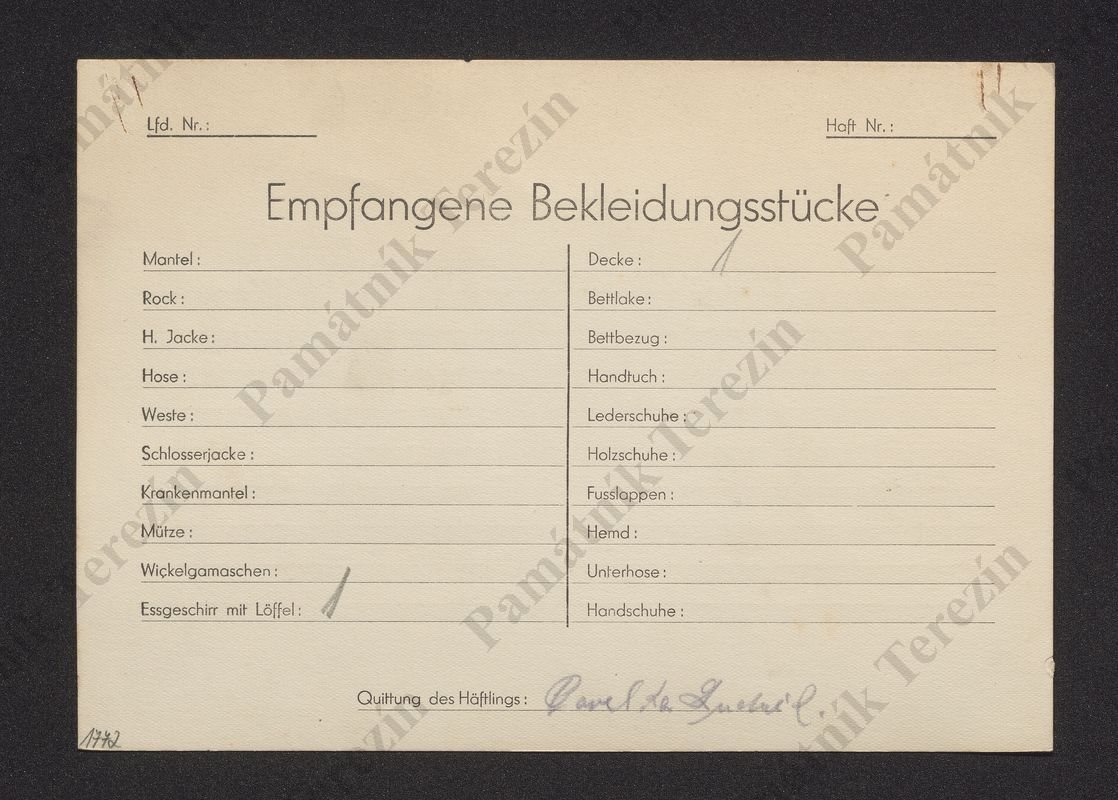 Lfd. Nr.:
Haft Nr.:
Empfangene Bekleidungsstücke
Mantel:
Rock:
H. Jacke:
Hose:
Weste:
Schlosserjacke:
Krankenmantel:
Mütze:
Wickelgamaschen:
Essgeschirr mit Löffel: 1
Decke: 1
Bettlake:
Bettbezug:
Handtuch:
Lederschuhe:
Holzschuhe:
Fusslappen:
Hemd:
Unterhose:
Handschuhe:
Quittung des Häftlings:
1772
Památník Terezín